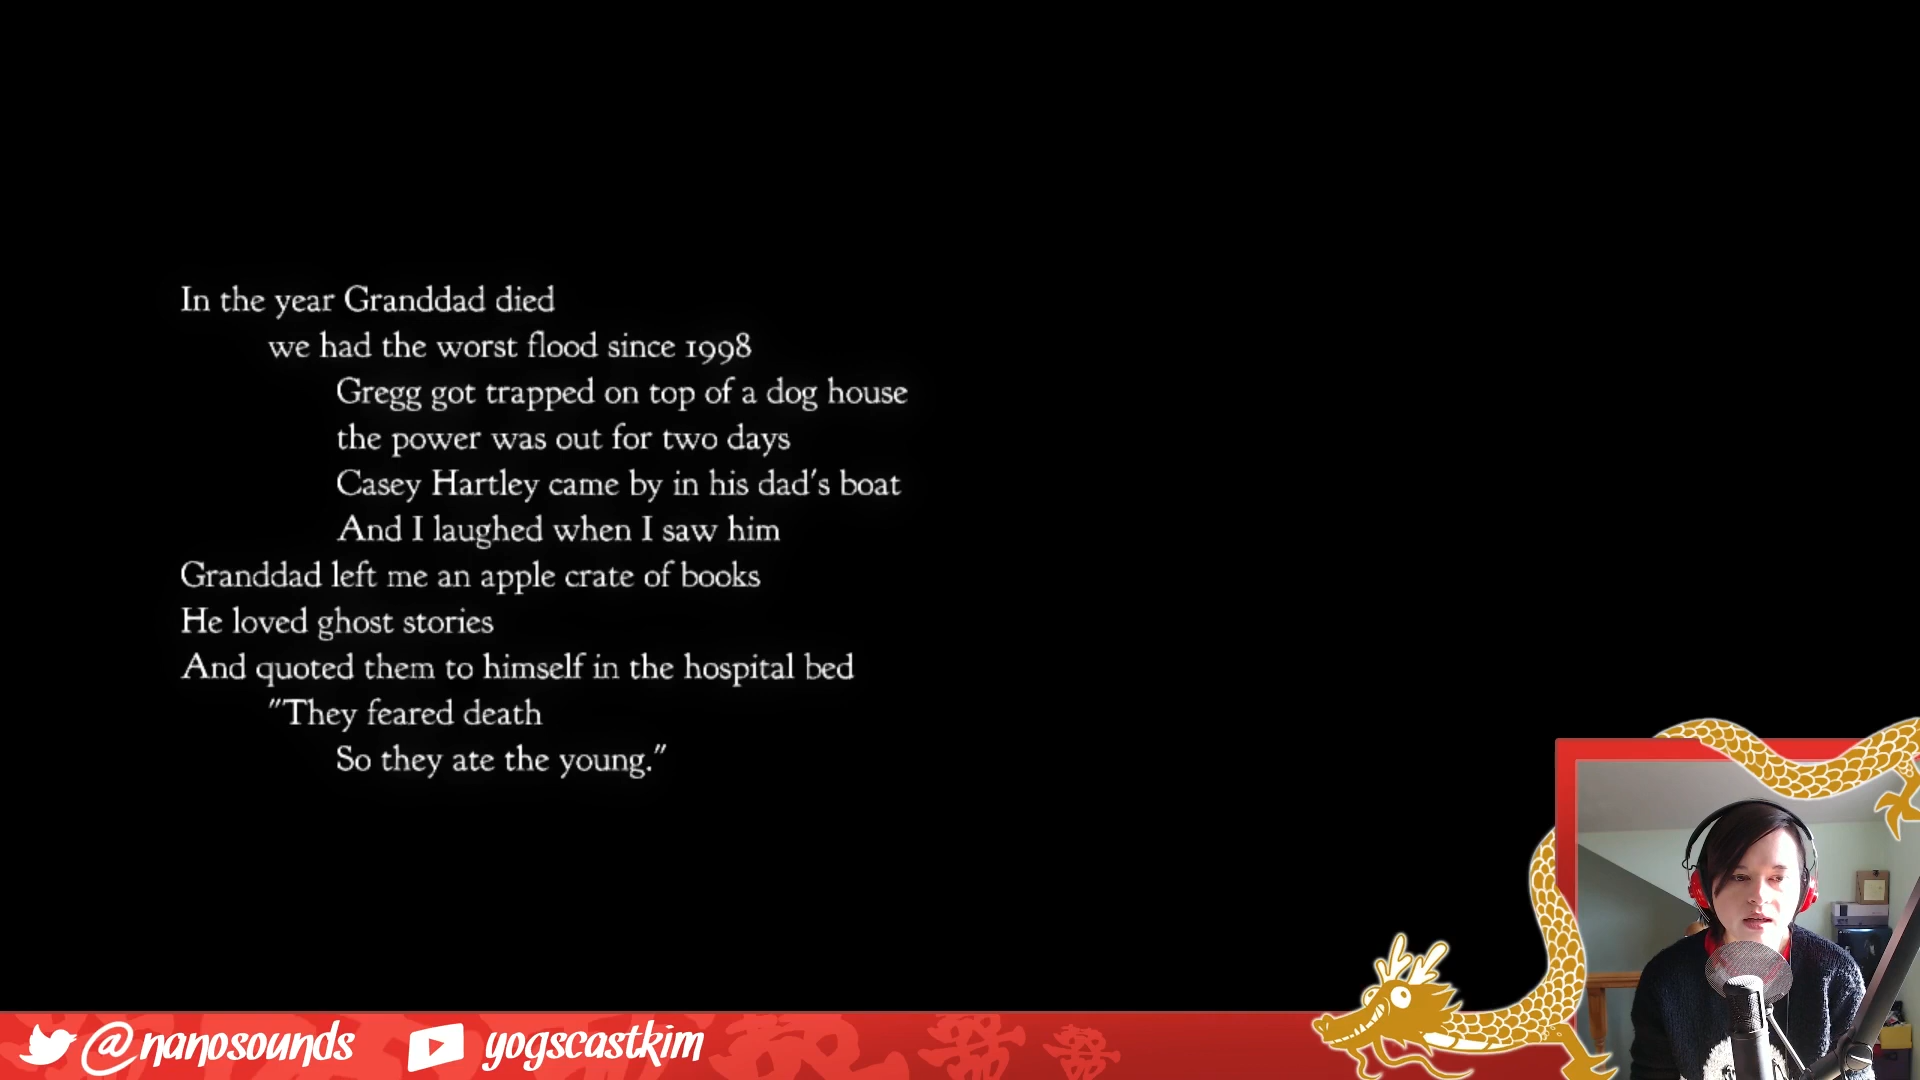 In the year Granddad died
we had the worst flood since 1998
Gregg got trapped on top of a dog house
the power was out for two days
Casey Hartley came by in his dad's boat
And I laughed when I saw him
Granddad left me an apple crate of books
He loved ghost stories
And quoted them to himself in the hospital bed
"They feared death
So they ate the young."
@nanosounds
yogscastkim